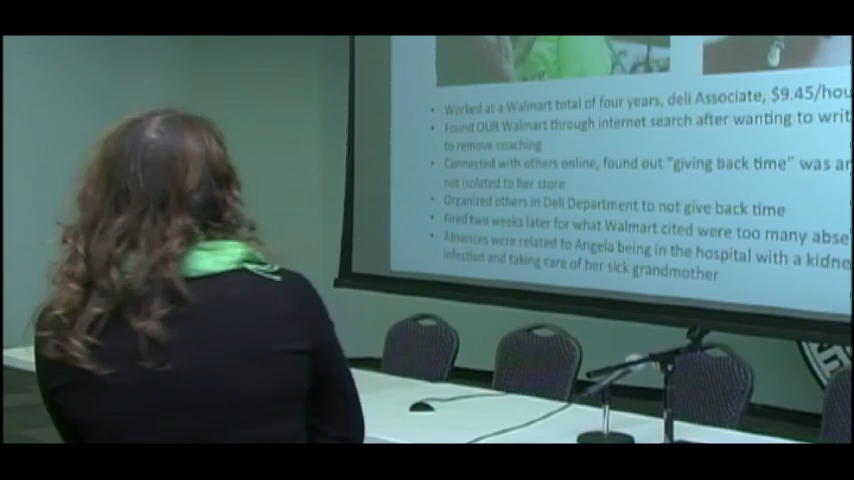 • Worked at a Walmart total of four years, deli Associate, $9.45/hou
• Found OUR Walmart through internet search after wanting to writ
to remove coaching
• Connected with others online, found out "giving back time" was an
not isolated to her store
• Organized others in Deli Department to not give back time
• Fired two weeks later for what Walmart cited were too many abse
• Absences were related to Angela being in the hospital with a kidne
infection and taking care of her sick grandmother